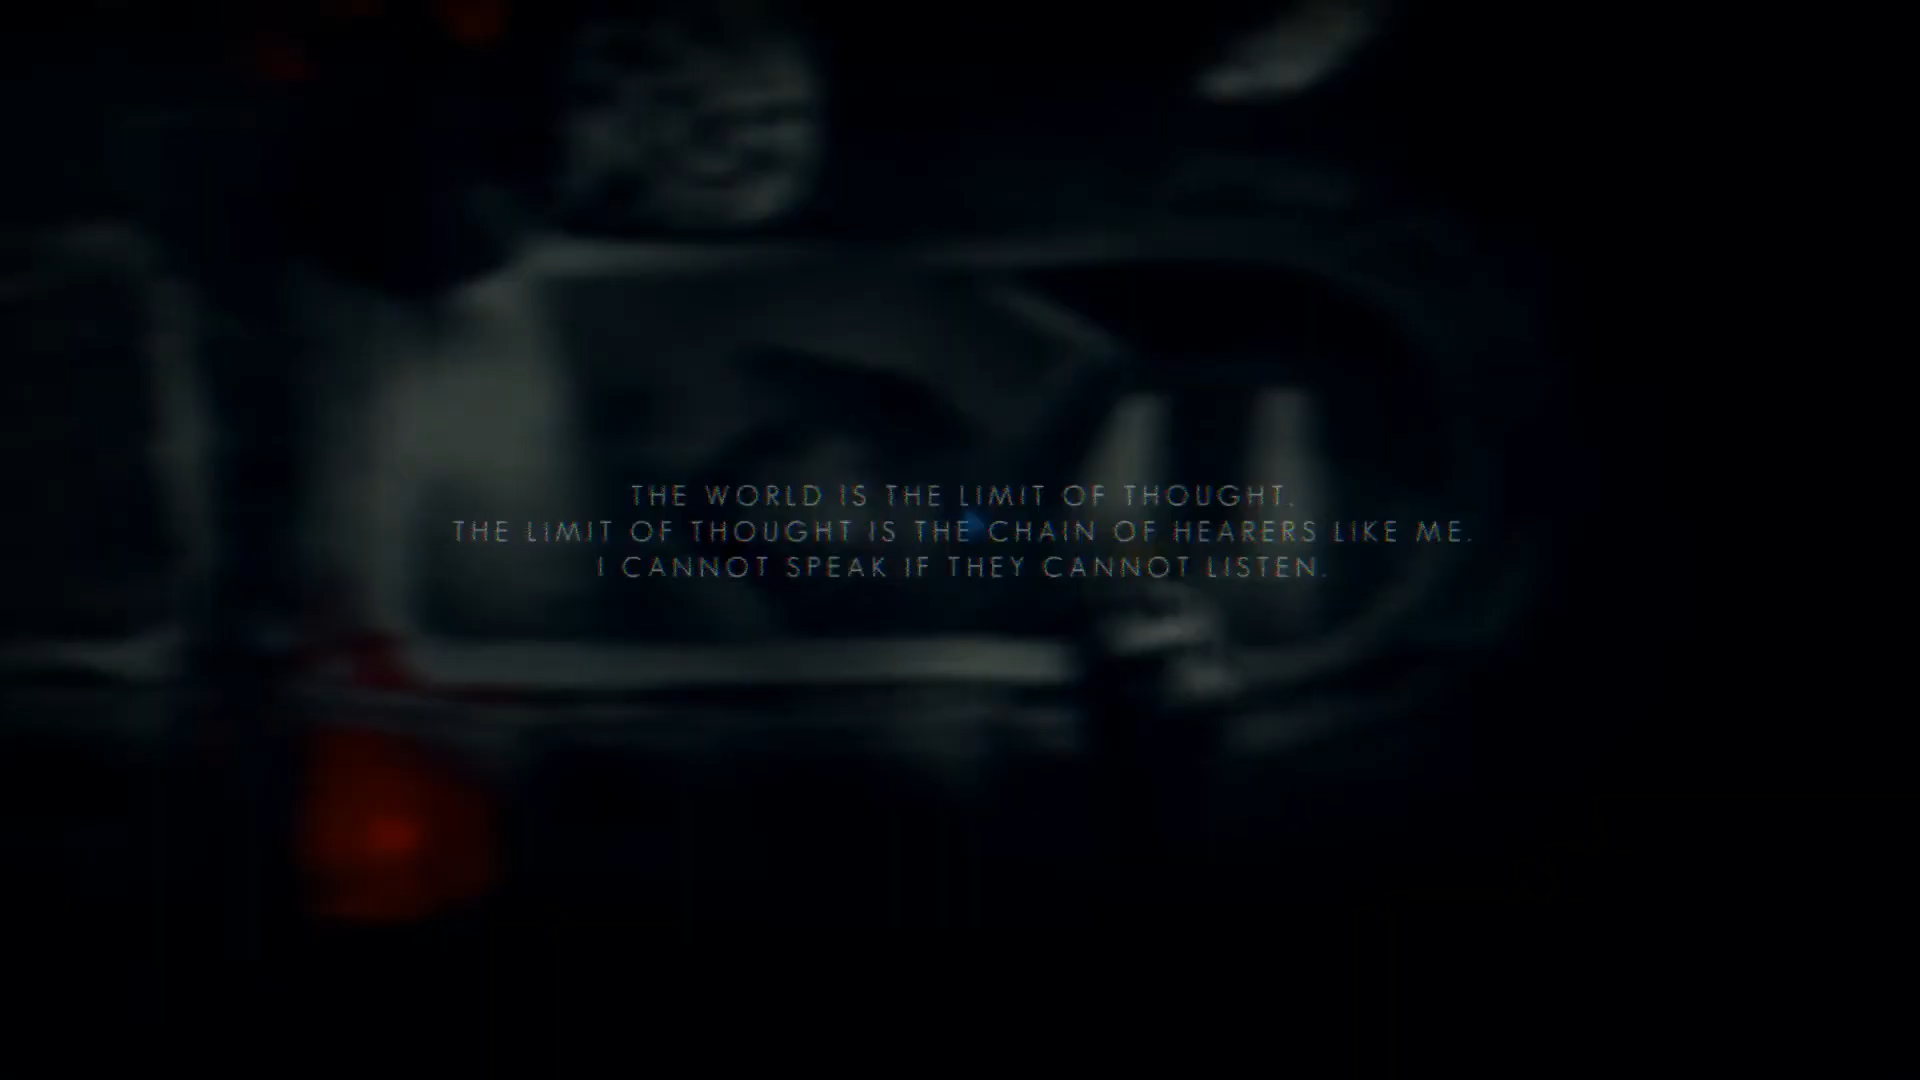 THE WORLD IS THE LIMIT OF THOUGHT.
THE LIMIT OF THOUGHT IS THE CHAIN OF HEARERS LIKE ME.
I CANNOT SPEAK IF THEY CANNOT LISTEN.